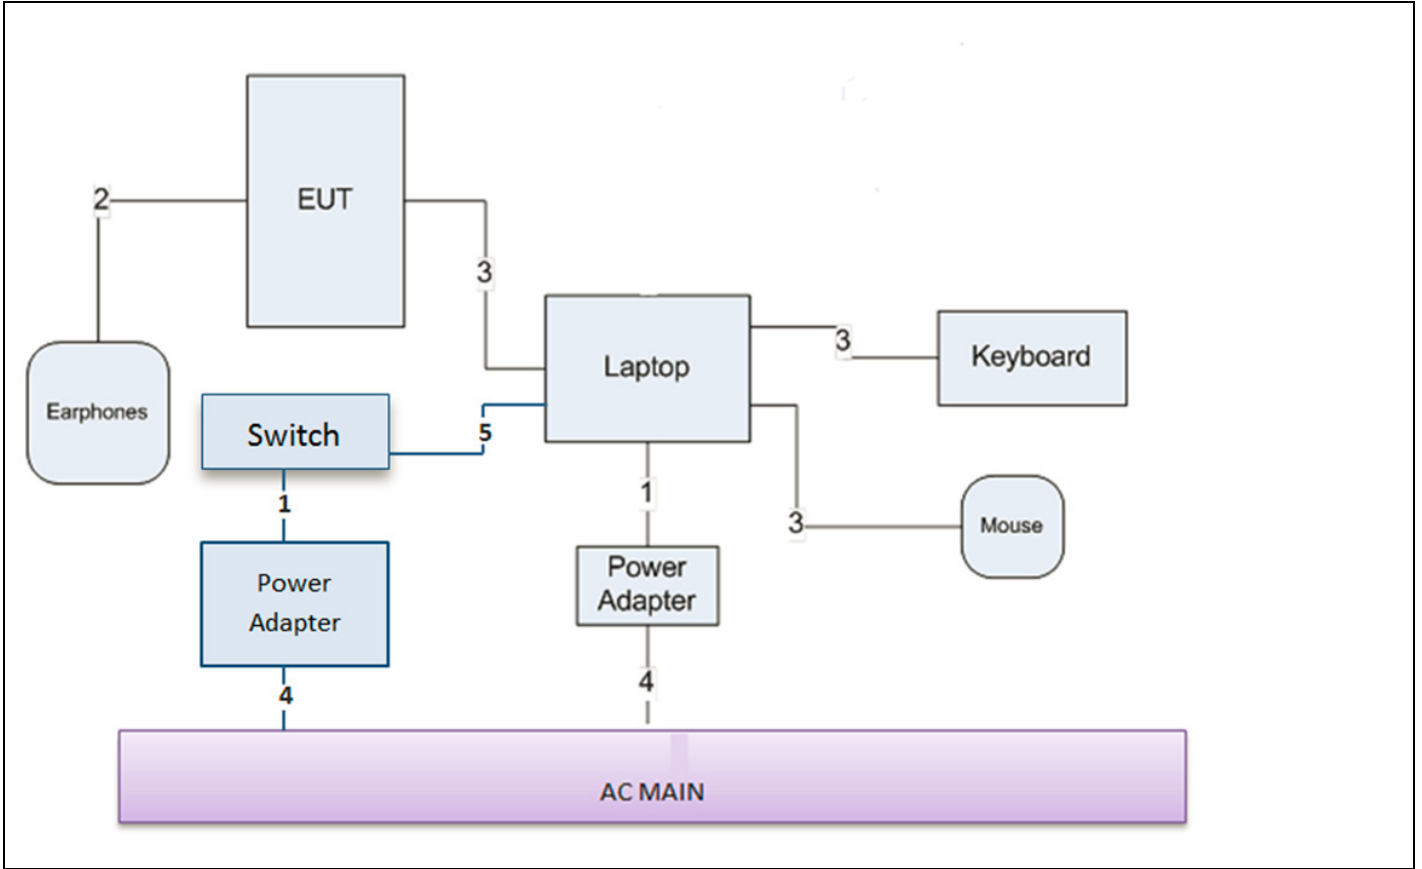 EUT
2
3
Laptop
3
Keyboard
Earphones
Switch
5
1
1
3
Mouse
Power
Adapter
Power
Adapter
4
4
AC MAIN